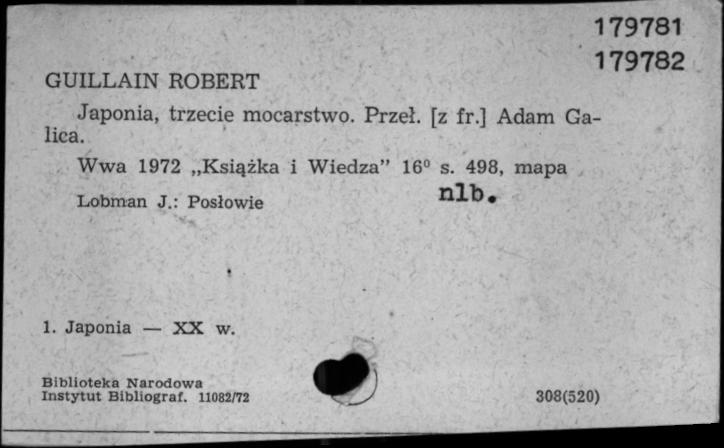 179781
179782
GUILLAIN ROBERT
Japonia, trzecie mocarstwo. Przeł. [z fr.] Adam Ga-
lica.
Wwa 1972 „Książka i Wiedza” 16⁰ s. 498, mapa
nlb.
Lobman J.: Posłowie
1. Japonia — XX w.
Biblioteka Narodowa
Instytut Bibliograf. 11082/72
308(520)